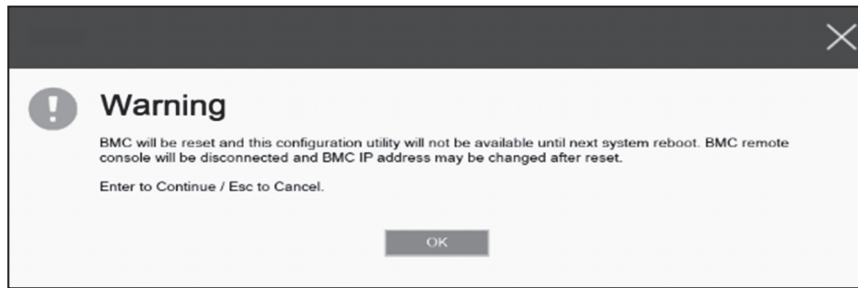 Warning
BMC will be reset and this configuration utility will not be available until next system reboot. BMC remote
console will be disconnected and BMC IP address may be changed after reset.
Enter to Continue / Esc to Cancel.
OK